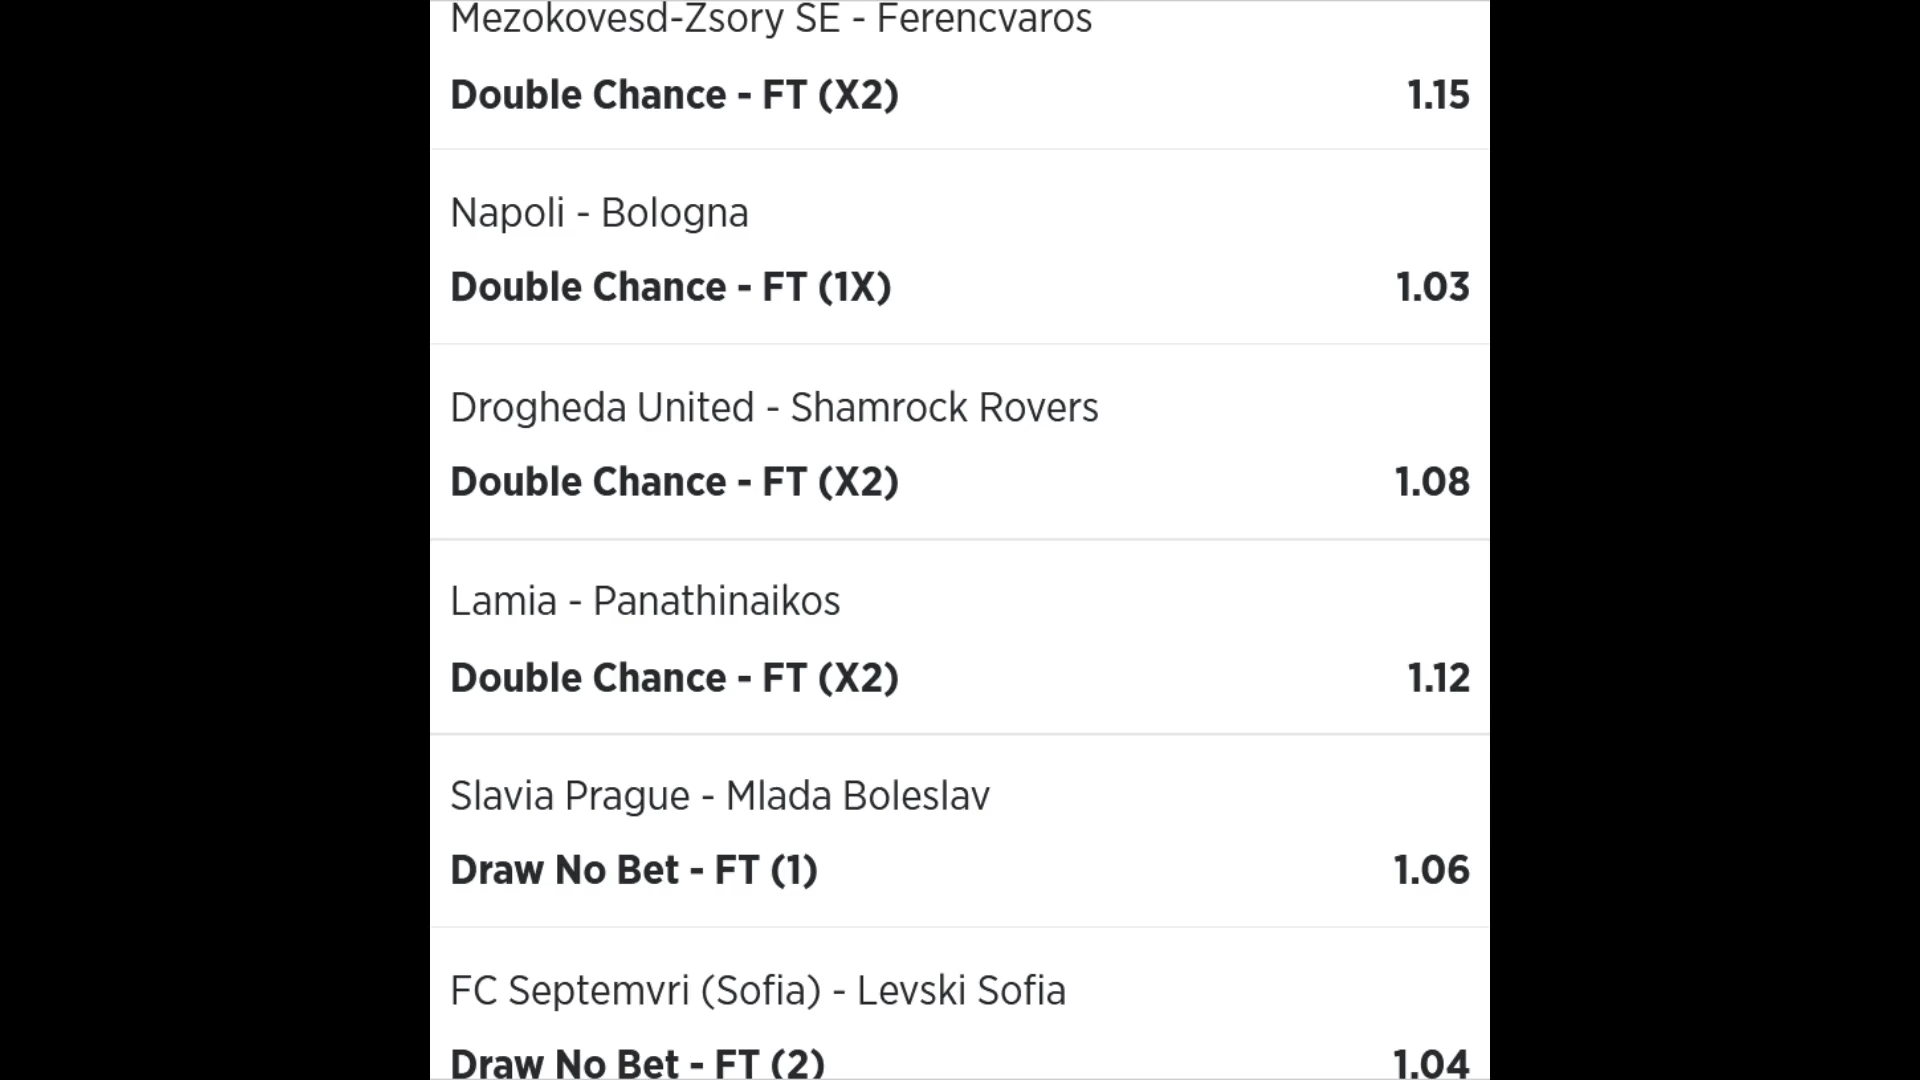 Mezokovesd-Zsory SE - Ferencvaros
Double Chance - FT (X2) 1.15
Napoli - Bologna
Double Chance - FT (1X) 1.03
Drogheda United - Shamrock Rovers
Double Chance - FT (X2) 1.08
Lamia - Panathinaikos
Double Chance - FT (X2) 1.12
Slavia Prague - Mlada Boleslav
Draw No Bet - FT (1) 1.06
FC Septemvri (Sofia) - Levski Sofia
Draw No Bet - FT (2) 1.04